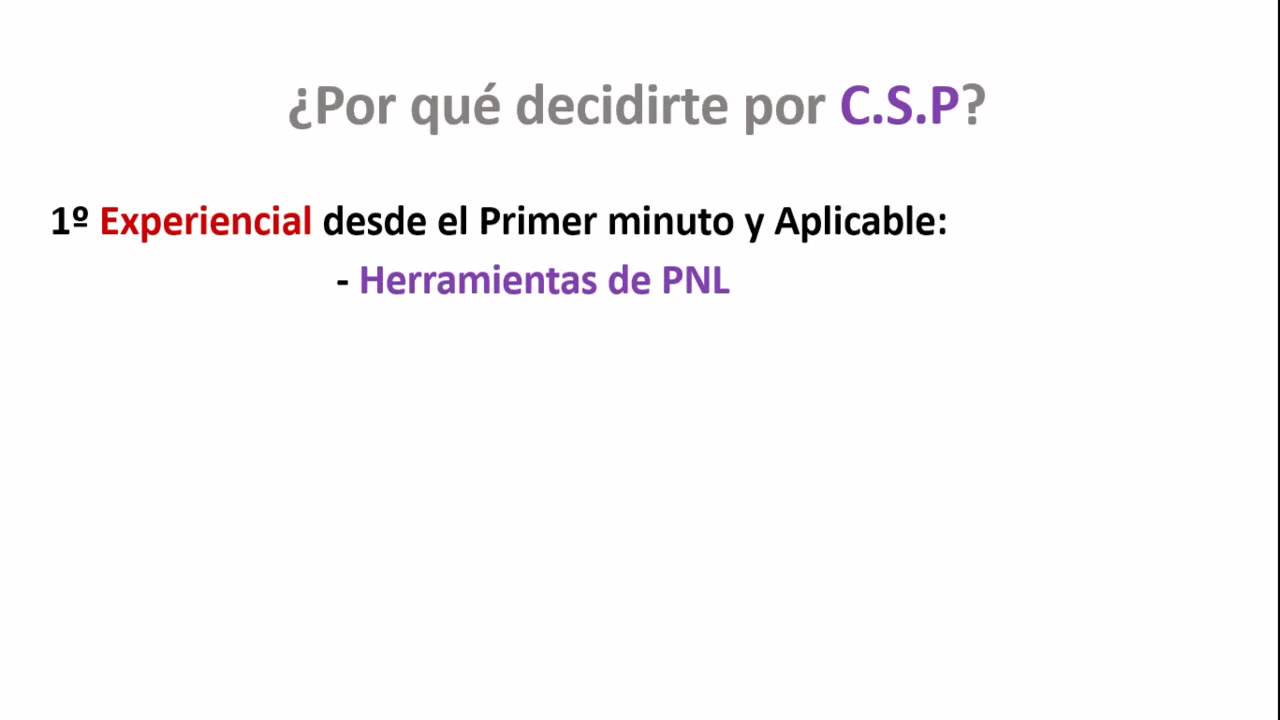 ¿Por qué decidirte por C.S.P?
1º Experiencial desde el Primer minuto y Aplicable:
- Herramientas de PNL